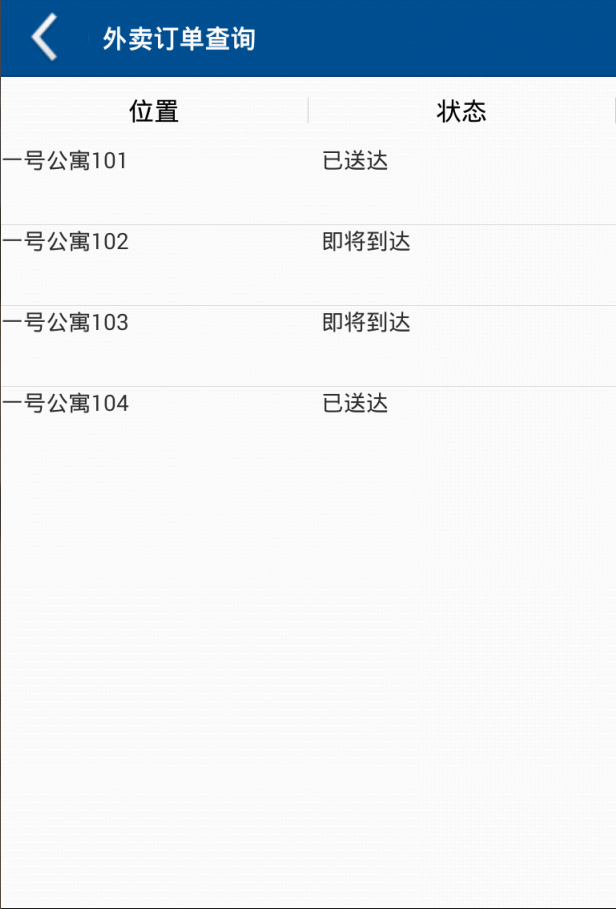 外卖订单查询
位置 状态
一号公寓101 已送达
一号公寓102 即将到达
一号公寓103 即将到达
一号公寓104 已送达